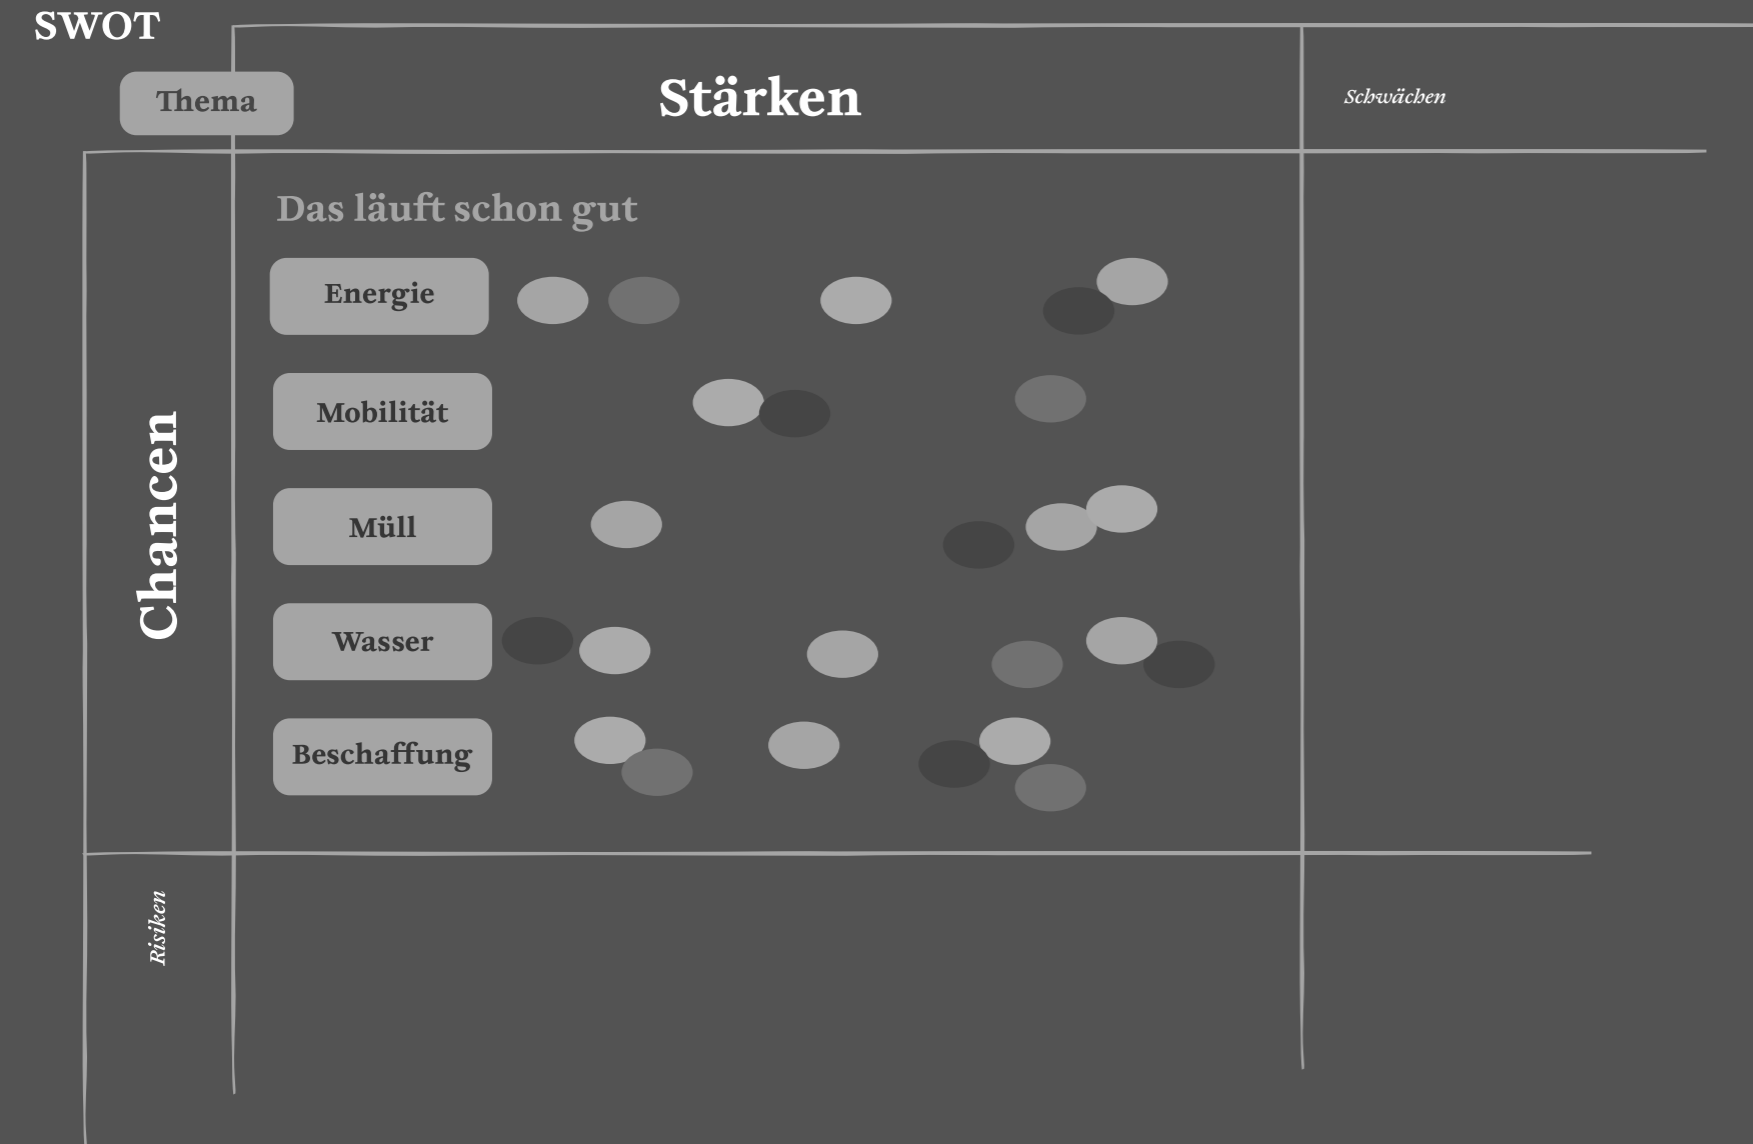 SWOT
Thema
Stärken
Schwächen
Das läuft schon gut
Energie
Mobilität
Müll
Wasser
Beschaffung
Chancen
Risiken